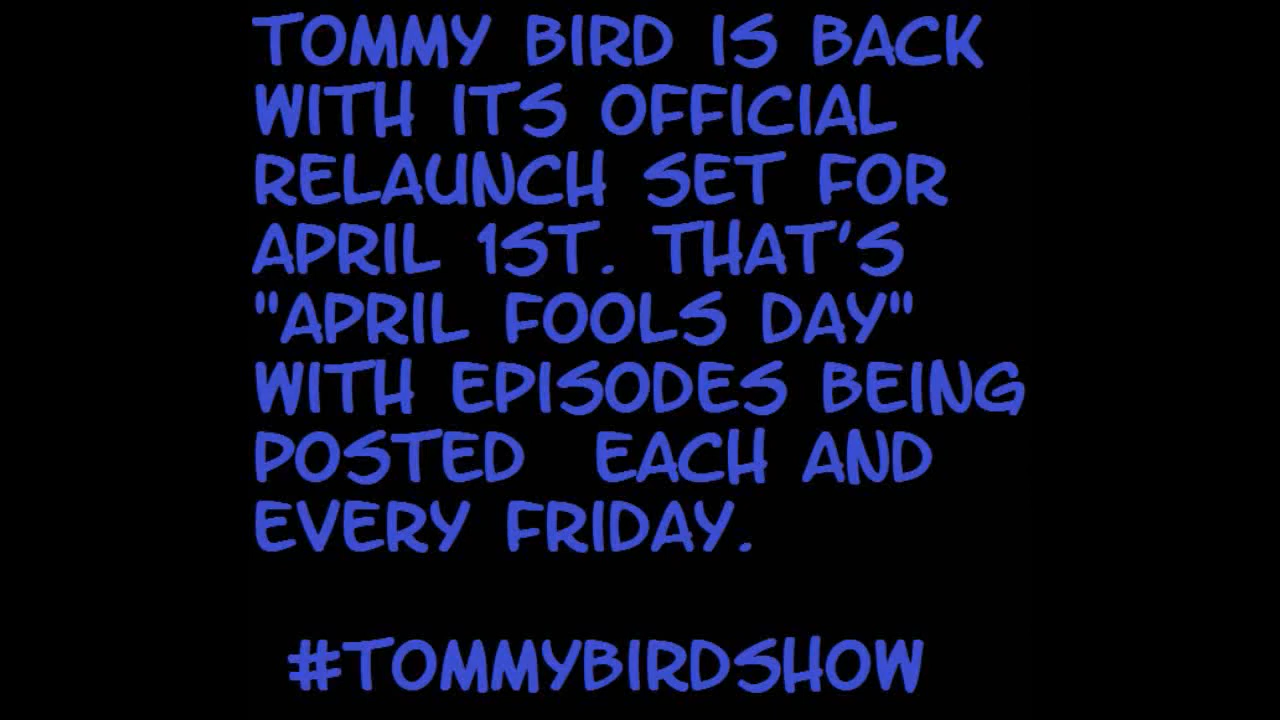 TOMMY BIRD IS BACK
WITH ITS OFFICIAL
RELAUNCH SET FOR
APRIL 1ST. THAT'S
"APRIL FOOLS DAY"
WITH EPISODES BEING
POSTED EACH AND
EVERY FRIDAY.
#TOMMYBIRDSHOW